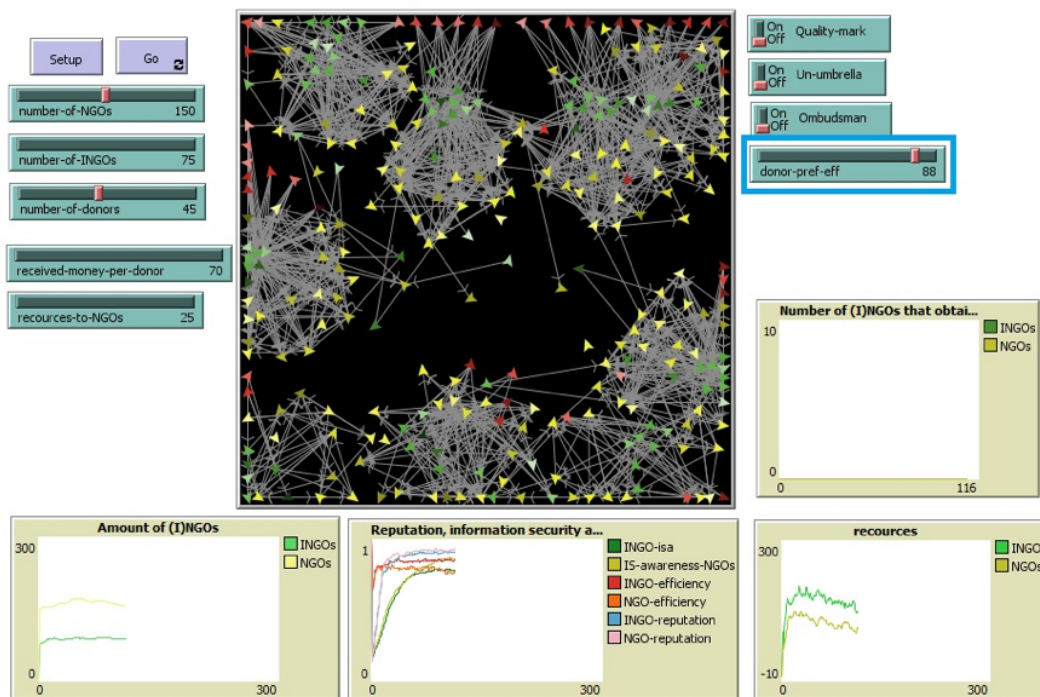 Setup
Go
number-of-NGOs 150
number-of-INGOs 75
number-of-donors 45
received-money-per-donor 70
recources-to-NGOs 25
On
Off
Quality-mark
On
Off
Un-umbrella
On
Off
Ombudsman
donor-pref-eff 88
Number of (I)NGOs that obtai...
10
0
0 116
INGOs
NGOs
Amount of (I)NGOs
300
0
0 300
INGOs
NGOs
Reputation, information security a...
1
0
0 300
INGO-isa
IS-awareness-NGOs
INGO-efficiency
NGO-efficiency
INGO-reputation
NGO-reputation
recources
300
-10
0 300
INGO
NGOs